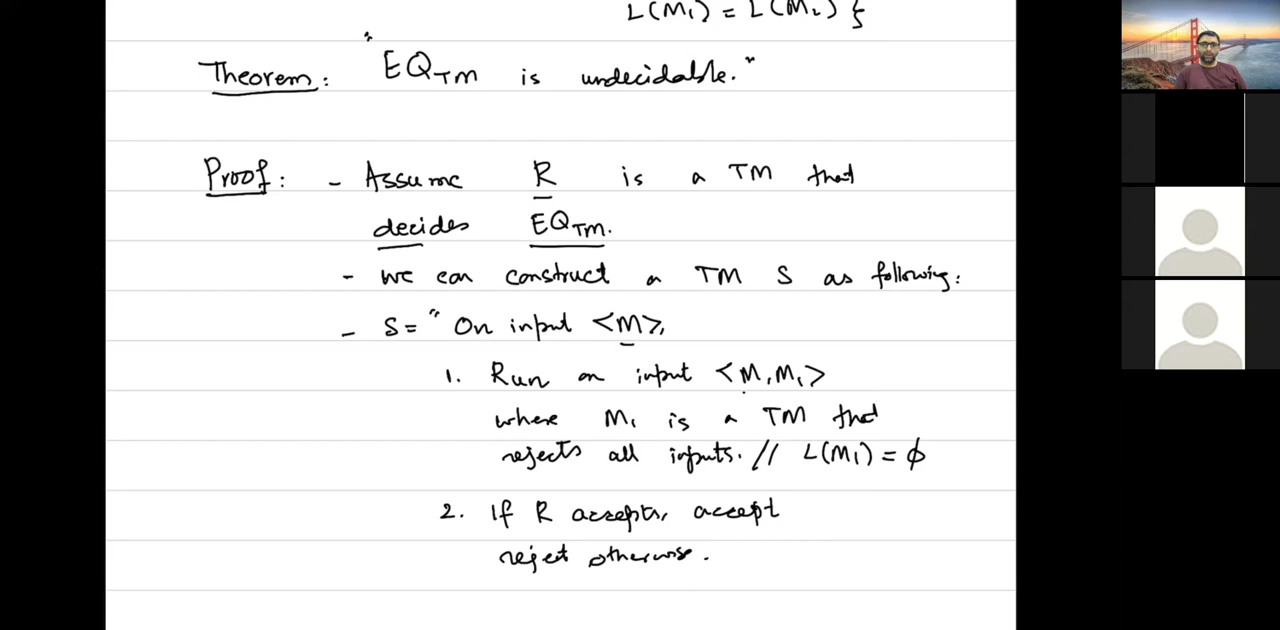 L(M₁) = L(M₂) }
Theorem: "EQ_TM is undecidable."
Proof: - Assume R is a TM that
decides EQ_TM.
- we can construct a TM S as following:
- S = " On input <M>,
1. Run on input <M, M₁>
where M₁ is a TM that
rejects all inputs. // L(M₁) = ϕ
2. If R accepts, accept
reject otherwise.